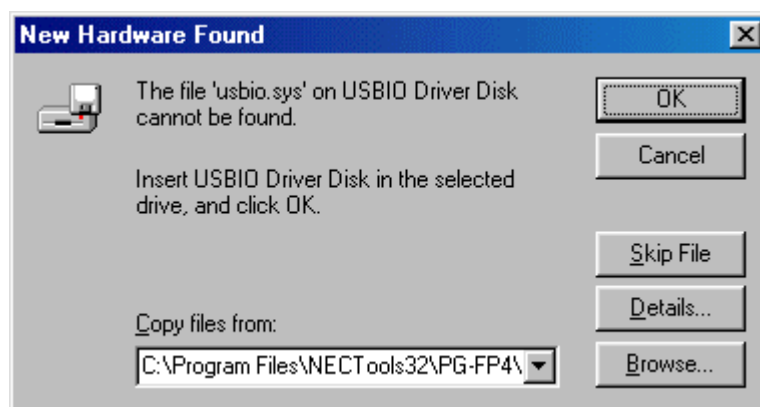 New Hardware Found
The file 'usbio.sys' on USBIO Driver Disk
cannot be found.
Insert USBIO Driver Disk in the selected
drive, and click OK.
Copy files from:
C:\Program Files\NECTools32\PG-FP4\
OK
Cancel
Skip File
Details...
Browse...